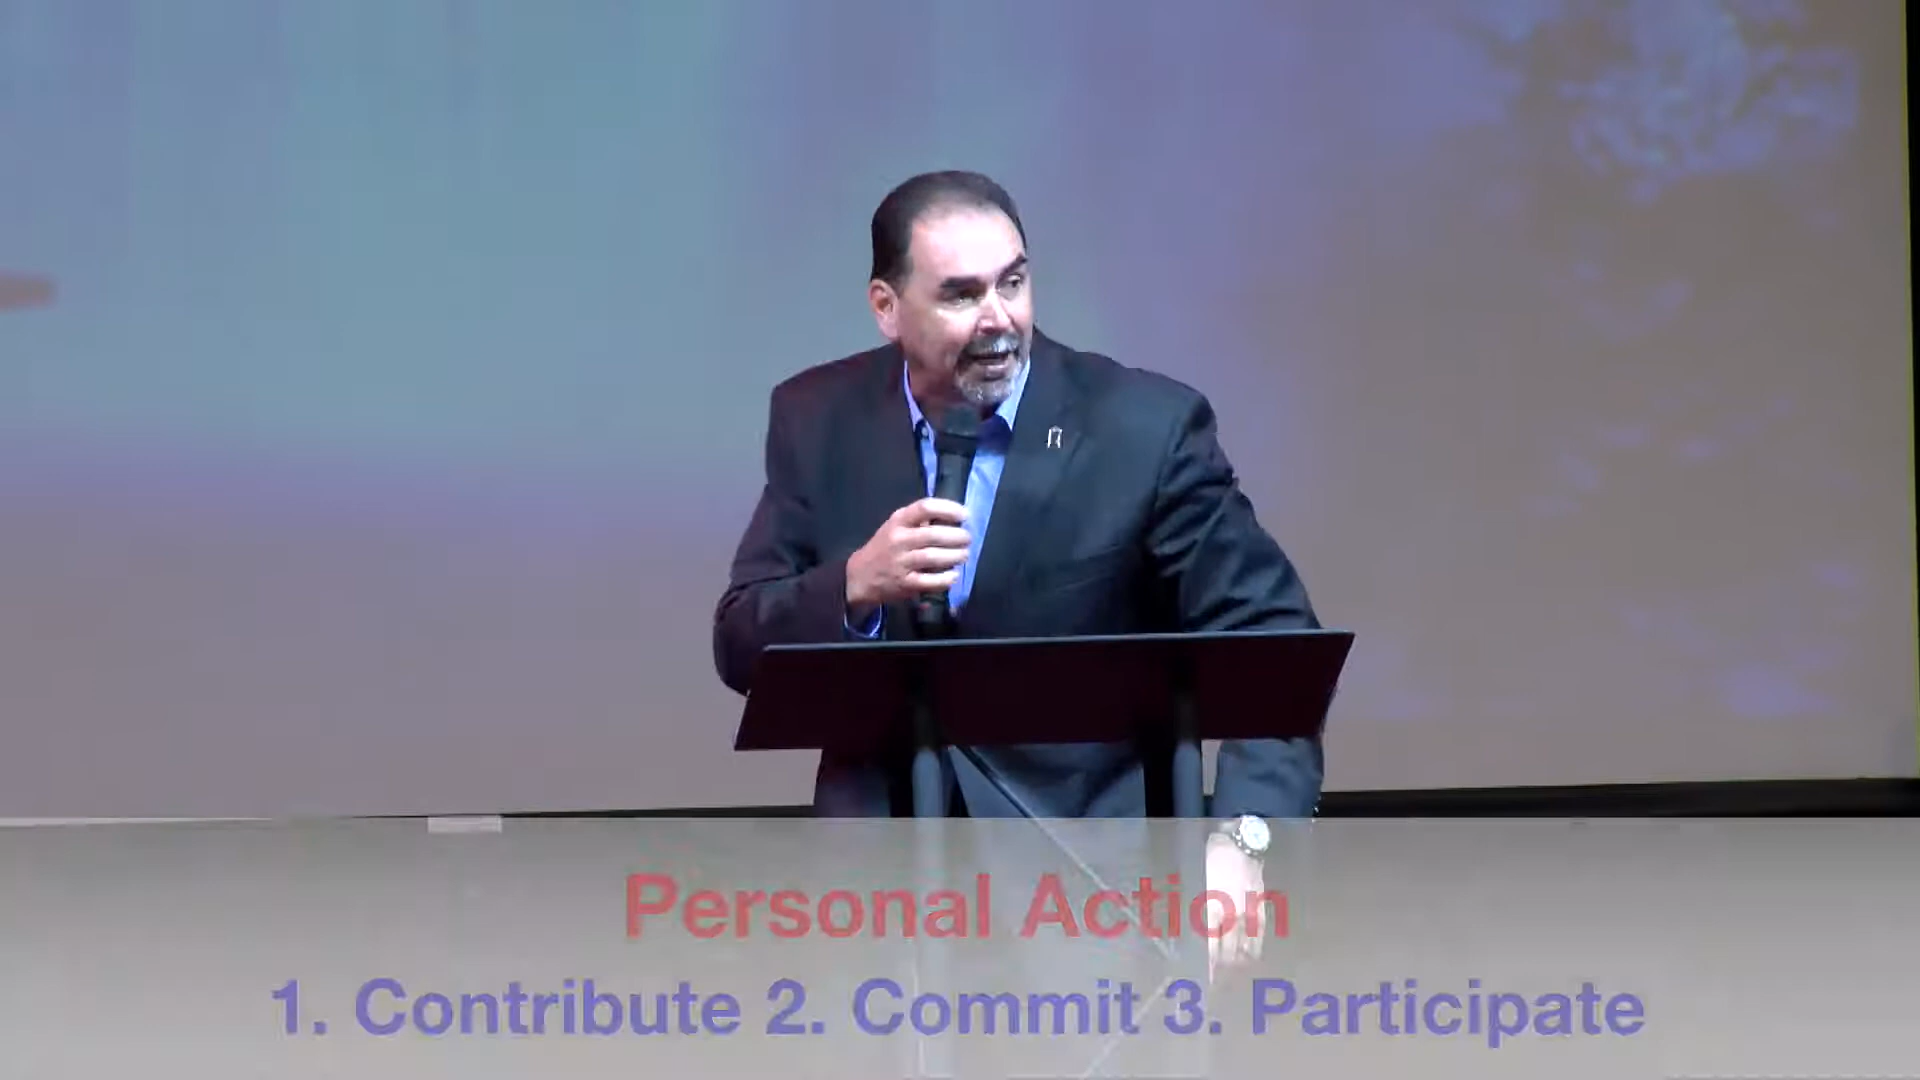 Personal Action
1. Contribute 2. Commit 3. Participate